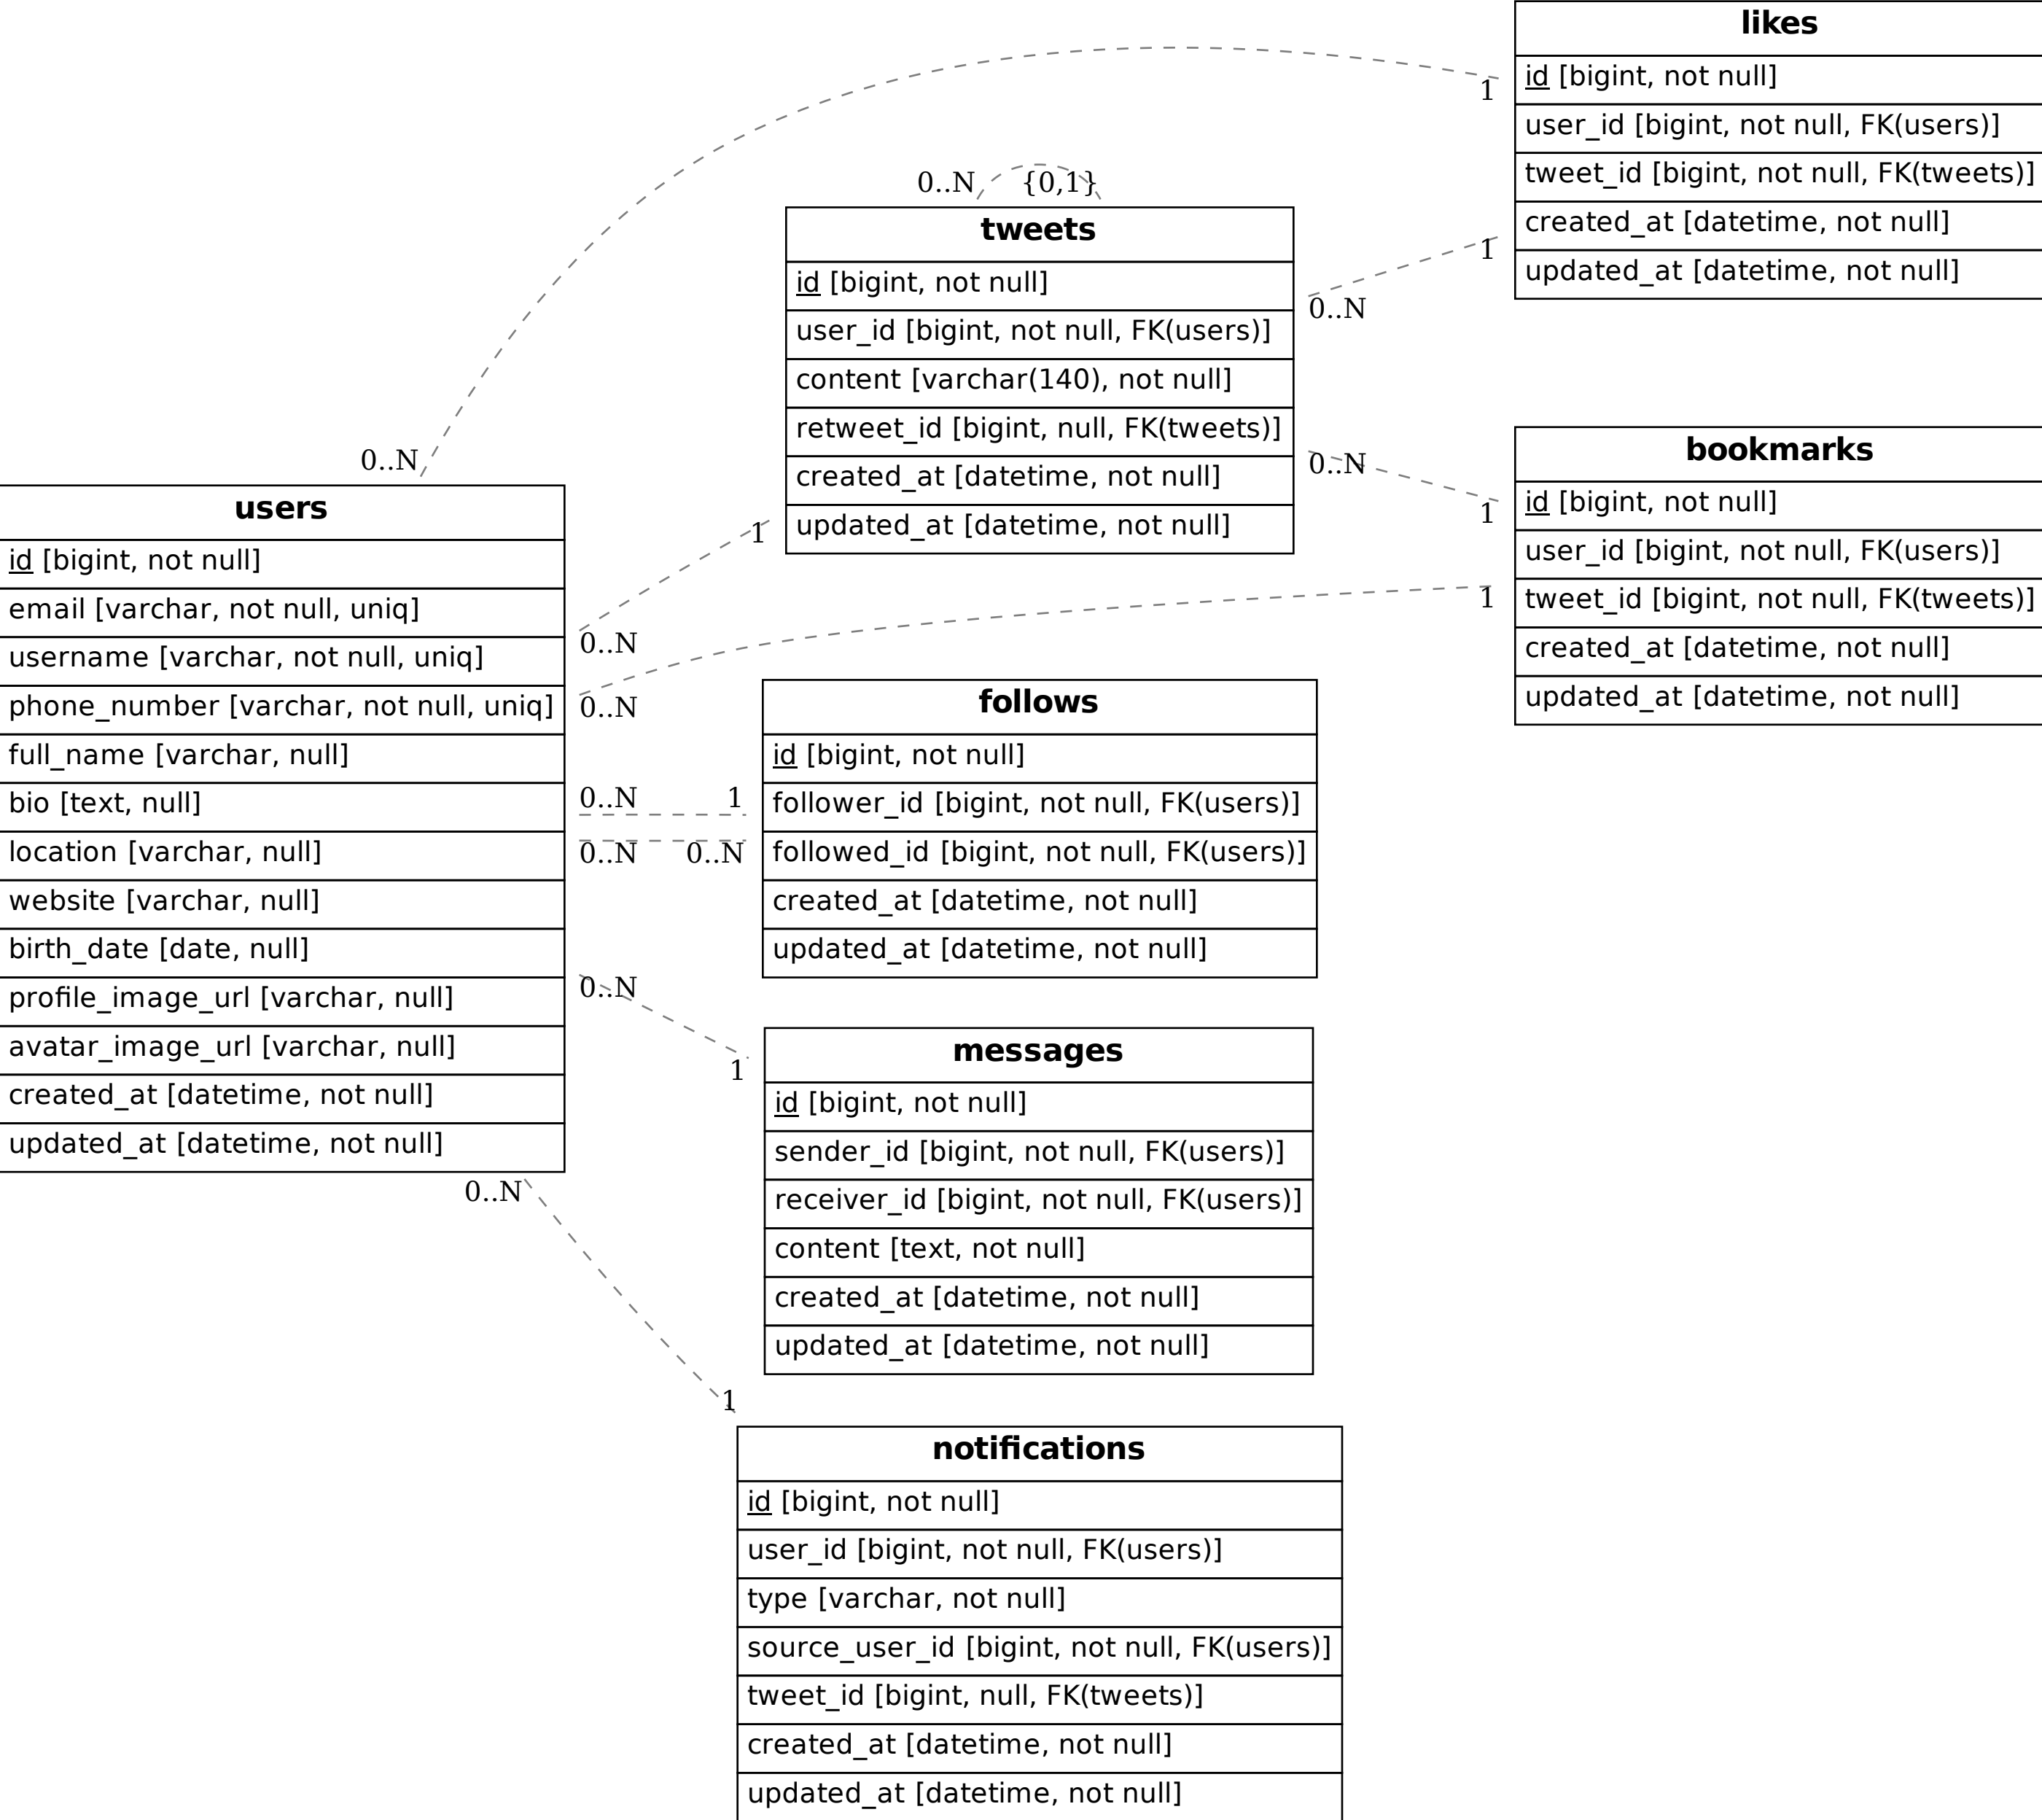 likes
id [bigint, not null]
user_id [bigint, not null, FK(users)]
tweet_id [bigint, not null, FK(tweets)]
created_at [datetime, not null]
updated_at [datetime, not null]
1
1
0..N
{0,1}
tweets
id [bigint, not null]
user_id [bigint, not null, FK(users)]
content [varchar(140), not null]
retweet_id [bigint, null, FK(tweets)]
created_at [datetime, not null]
updated_at [datetime, not null]
0..N
0..N
1
bookmarks
id [bigint, not null]
user_id [bigint, not null, FK(users)]
tweet_id [bigint, not null, FK(tweets)]
created_at [datetime, not null]
updated_at [datetime, not null]
1
1
0..N
users
id [bigint, not null]
email [varchar, not null, uniq]
username [varchar, not null, uniq]
phone_number [varchar, not null, uniq]
full_name [varchar, null]
bio [text, null]
location [varchar, null]
website [varchar, null]
birth_date [date, null]
profile_image_url [varchar, null]
avatar_image_url [varchar, null]
created_at [datetime, not null]
updated_at [datetime, not null]
0..N
0..N
0..N
1
0..N
0..N
0..N
1
0..N
1
follows
id [bigint, not null]
follower_id [bigint, not null, FK(users)]
followed_id [bigint, not null, FK(users)]
created_at [datetime, not null]
updated_at [datetime, not null]
messages
id [bigint, not null]
sender_id [bigint, not null, FK(users)]
receiver_id [bigint, not null, FK(users)]
content [text, not null]
created_at [datetime, not null]
updated_at [datetime, not null]
notifications
id [bigint, not null]
user_id [bigint, not null, FK(users)]
type [varchar, not null]
source_user_id [bigint, not null, FK(users)]
tweet_id [bigint, null, FK(tweets)]
created_at [datetime, not null]
updated_at [datetime, not null]